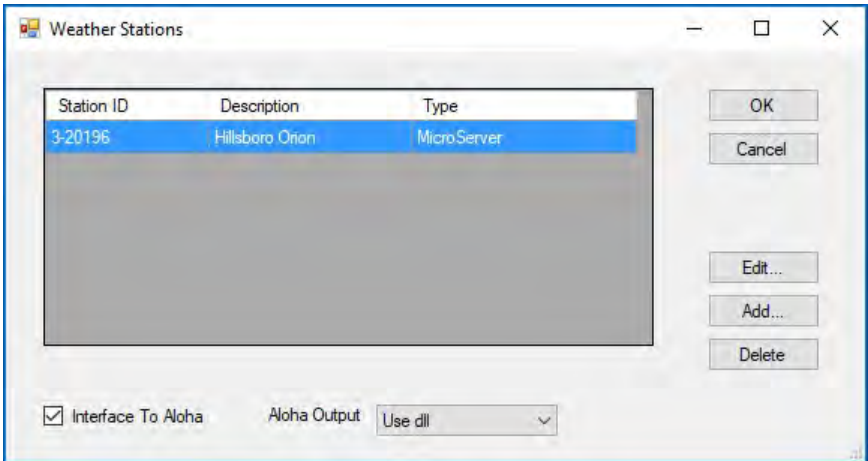 Weather Stations
Station ID Description Type
3-20196 Hillsboro Orion MicroServer
OK
Cancel
Edit...
Add...
Delete
Interface To Aloha Aloha Output Use dll